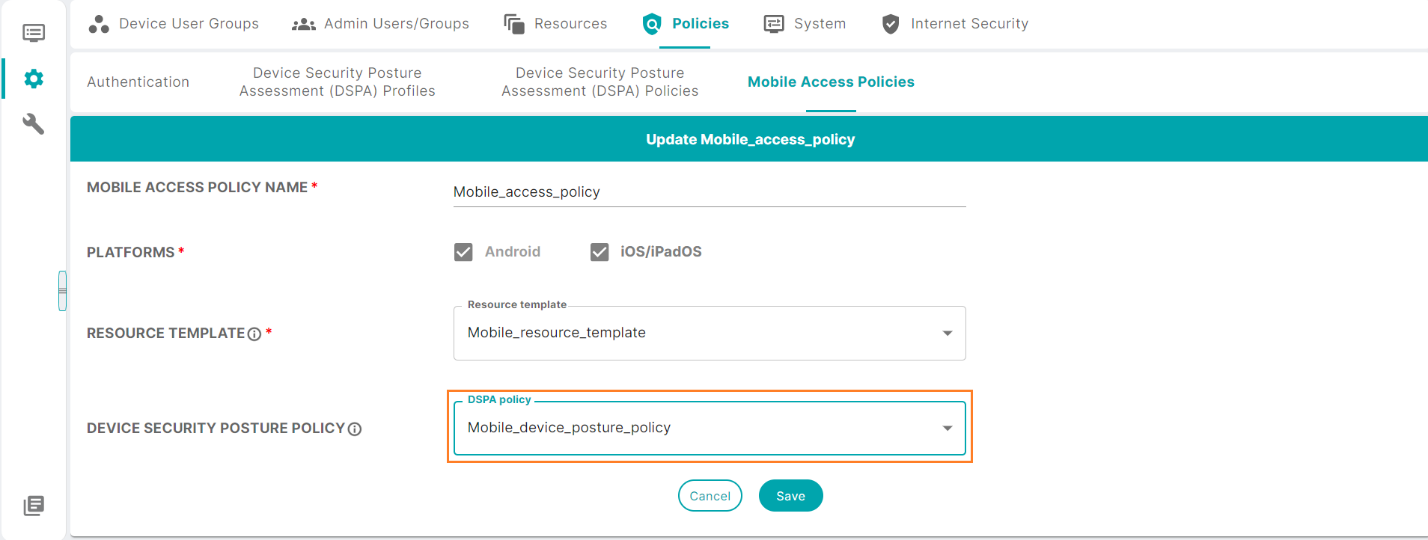 Device User Groups Admin Users/Groups Resources Policies System Internet Security
Authentication Device Security Posture Assessment (DSPA) Profiles Device Security Posture Assessment (DSPA) Policies Mobile Access Policies
Update Mobile_access_policy
MOBILE ACCESS POLICY NAME * Mobile_access_policy
PLATFORMS * Android iOS/iPadOS
Resource template
RESOURCE TEMPLATE * Mobile_resource_template
DSPA policy
DEVICE SECURITY POSTURE POLICY Mobile_device_posture_policy
Cancel Save